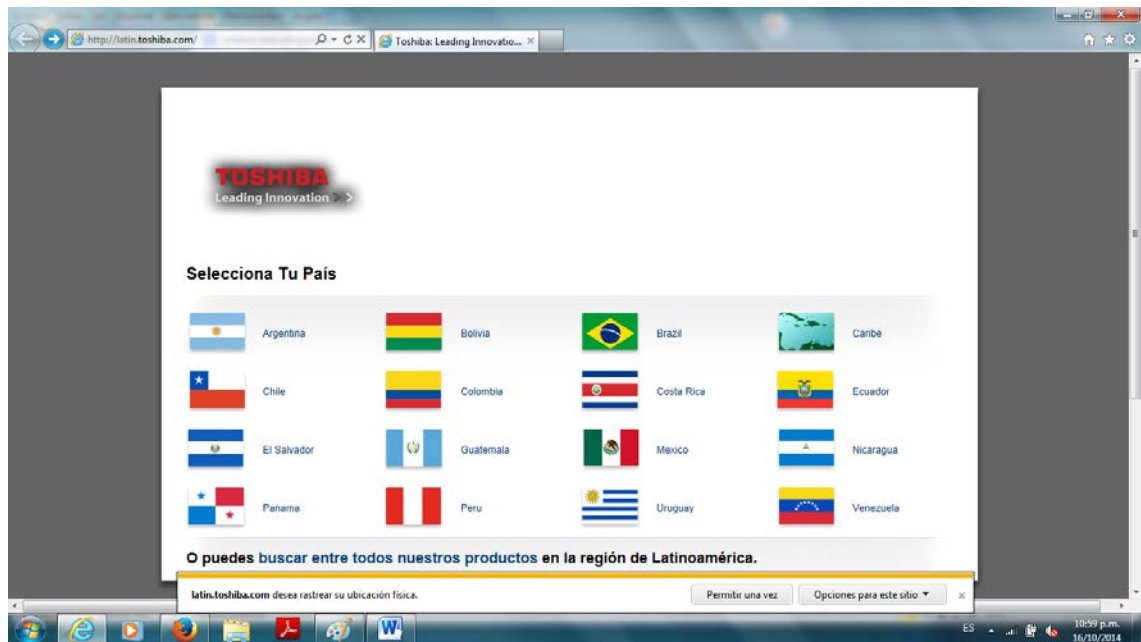 http://latin.toshiba.com/
Toshiba: Leading Innovatio...
TOSHIBA
Leading Innovation
Selecciona Tu País
Argentina Bolivia Brazil Caribe
Chile Colombia Costa Rica Ecuador
El Salvador Guatemala Mexico Nicaragua
Panama Peru Uruguay Venezuela
O puedes buscar entre todos nuestros productos en la región de Latinoamérica.
latin.toshiba.com desea rastrear su ubicación física. Permitir una vez Opciones para este sitio
ES 10:59 p.m.
16/10/2014